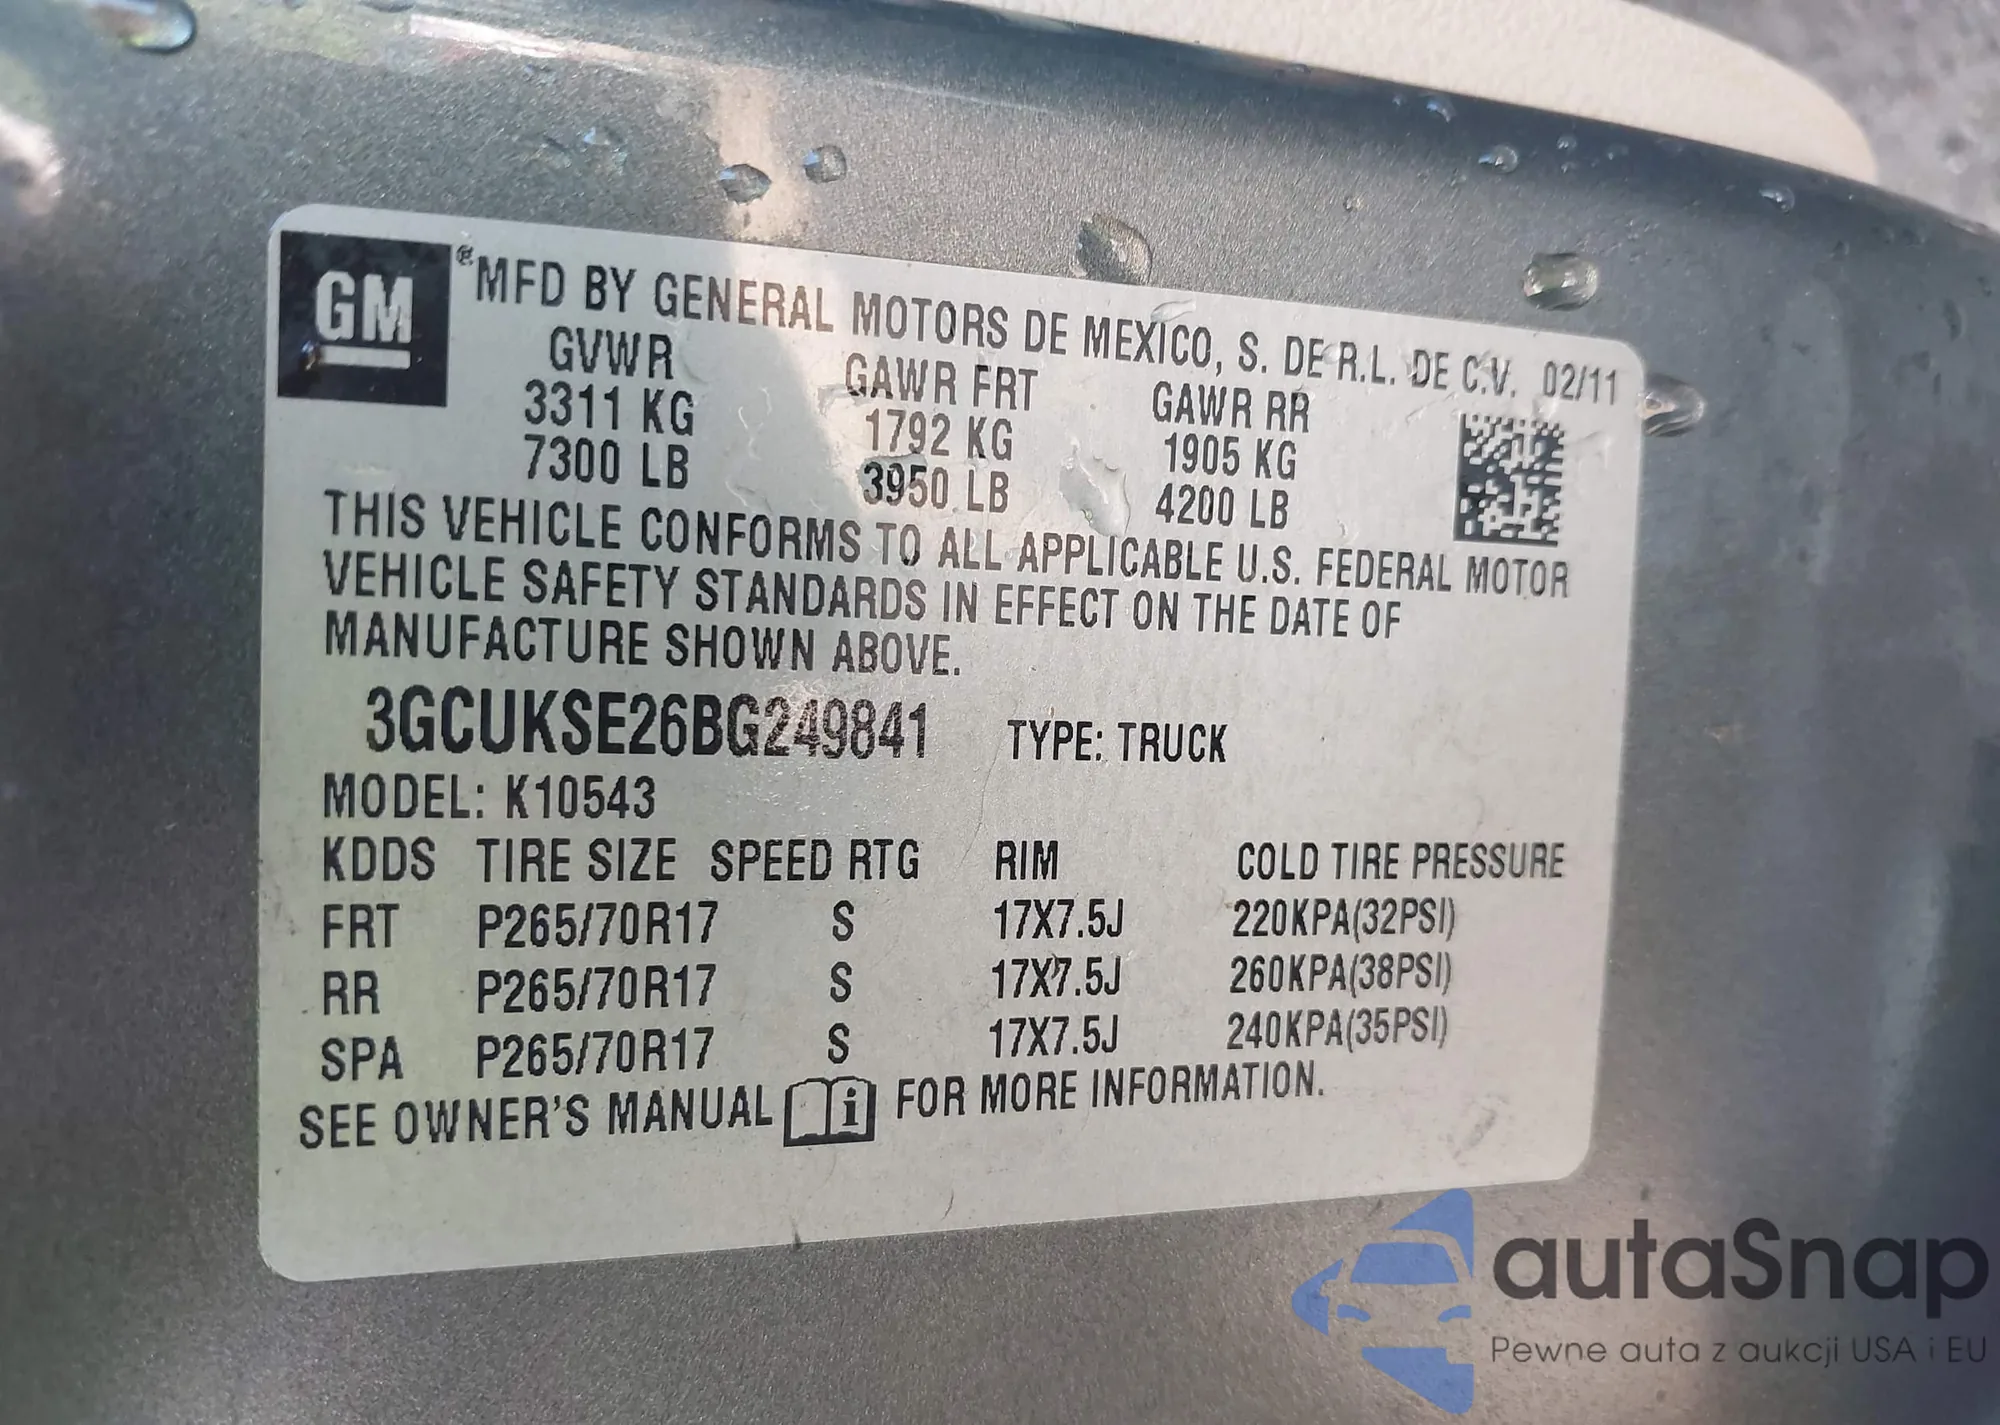 GM
® MFD BY GENERAL MOTORS DE MEXICO, S. DE R.L. DE C.V. 02/11
GVWR GAWR FRT GAWR RR
3311 KG 1792 KG 1905 KG
7300 LB 3950 LB 4200 LB
THIS VEHICLE CONFORMS TO ALL APPLICABLE U.S. FEDERAL MOTOR
VEHICLE SAFETY STANDARDS IN EFFECT ON THE DATE OF
MANUFACTURE SHOWN ABOVE.
3GCUKSE26BG249841 TYPE: TRUCK
MODEL: K10543
KDDS TIRE SIZE SPEED RTG RIM COLD TIRE PRESSURE
FRT P265/70R17 S 17X7.5J 220KPA(32PSI)
RR P265/70R17 S 17X7.5J 260KPA(38PSI)
SPA P265/70R17 S 17X7.5J 240KPA(35PSI)
SEE OWNER'S MANUAL i FOR MORE INFORMATION.
autaSnap
Pewne auta z aukcji USA i EU